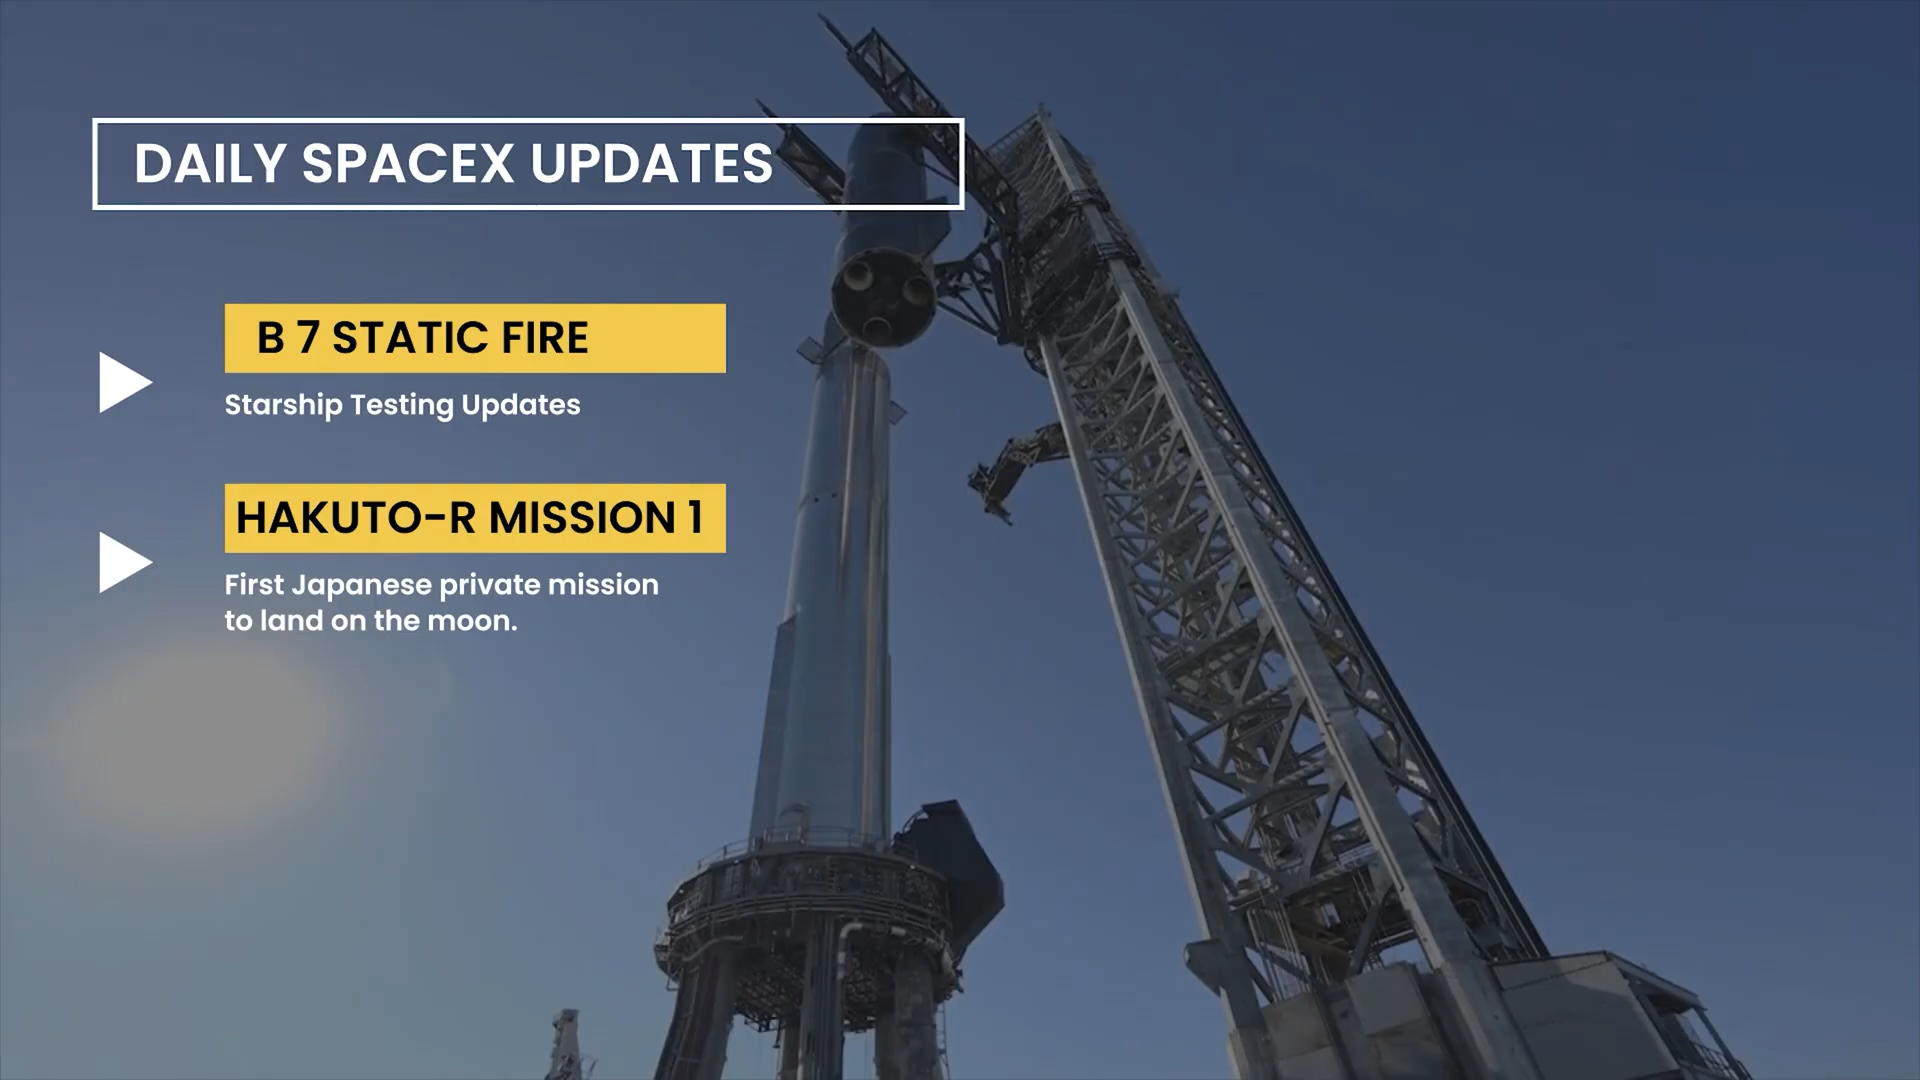 DAILY SPACEX UPDATES
B 7 STATIC FIRE
Starship Testing Updates
HAKUTO-R MISSION 1
First Japanese private mission
to land on the moon.